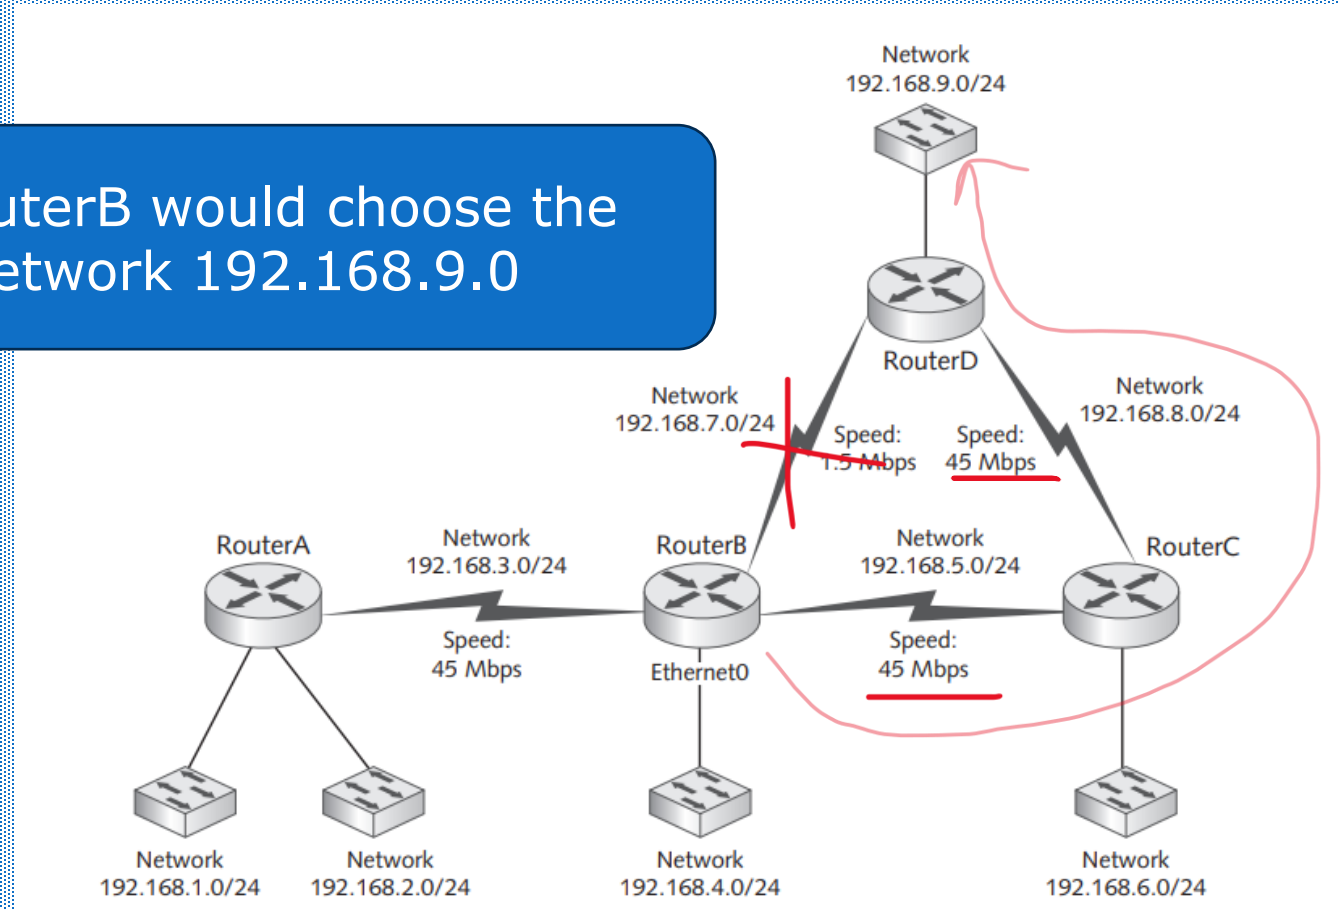 Network
192.168.9.0/24
uterB would choose the
etwork 192.168.9.0
RouterD
Network
192.168.7.0/24
Network
192.168.8.0/24
Speed:
1.5 Mbps
Speed:
45 Mbps
RouterA
Network
192.168.3.0/24
RouterB
Network
192.168.5.0/24
RouterC
Speed:
45 Mbps
Ethernet0
Speed:
45 Mbps
Network
192.168.1.0/24
Network
192.168.2.0/24
Network
192.168.4.0/24
Network
192.168.6.0/24